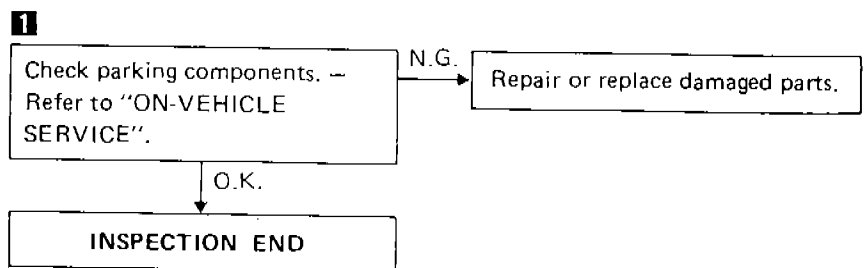 1
Check parking components. –
Refer to "ON-VEHICLE
SERVICE".
N.G.
Repair or replace damaged parts.
O.K.
INSPECTION END